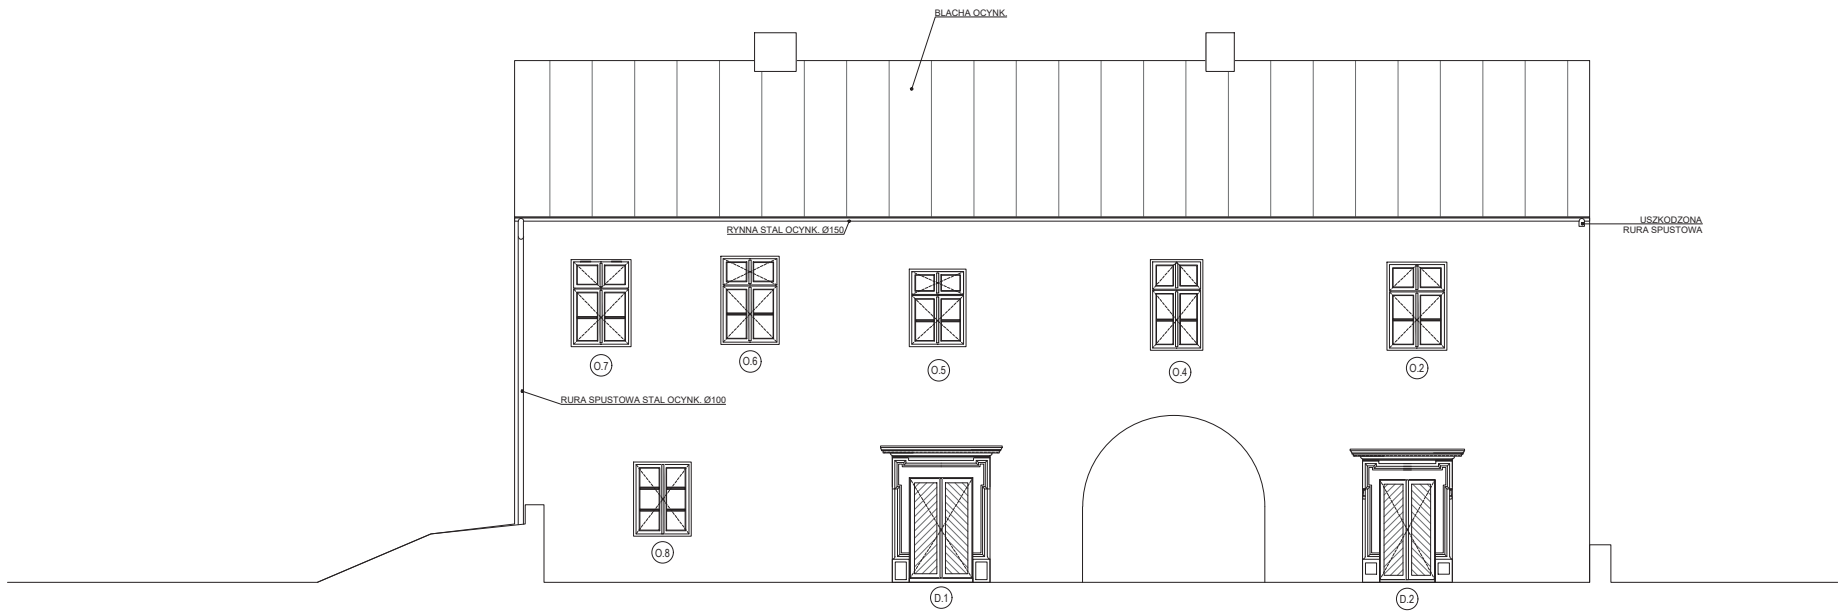 BLACHA OCYNK.
RYNNA STAL OCYNK. Ø150
USZKODZONA
RURA SPUSTOWA
O.7
O.6
O.5
O.4
O.2
RURA SPUSTOWA STAL OCYNK. Ø100
O.8
D.1
D.2